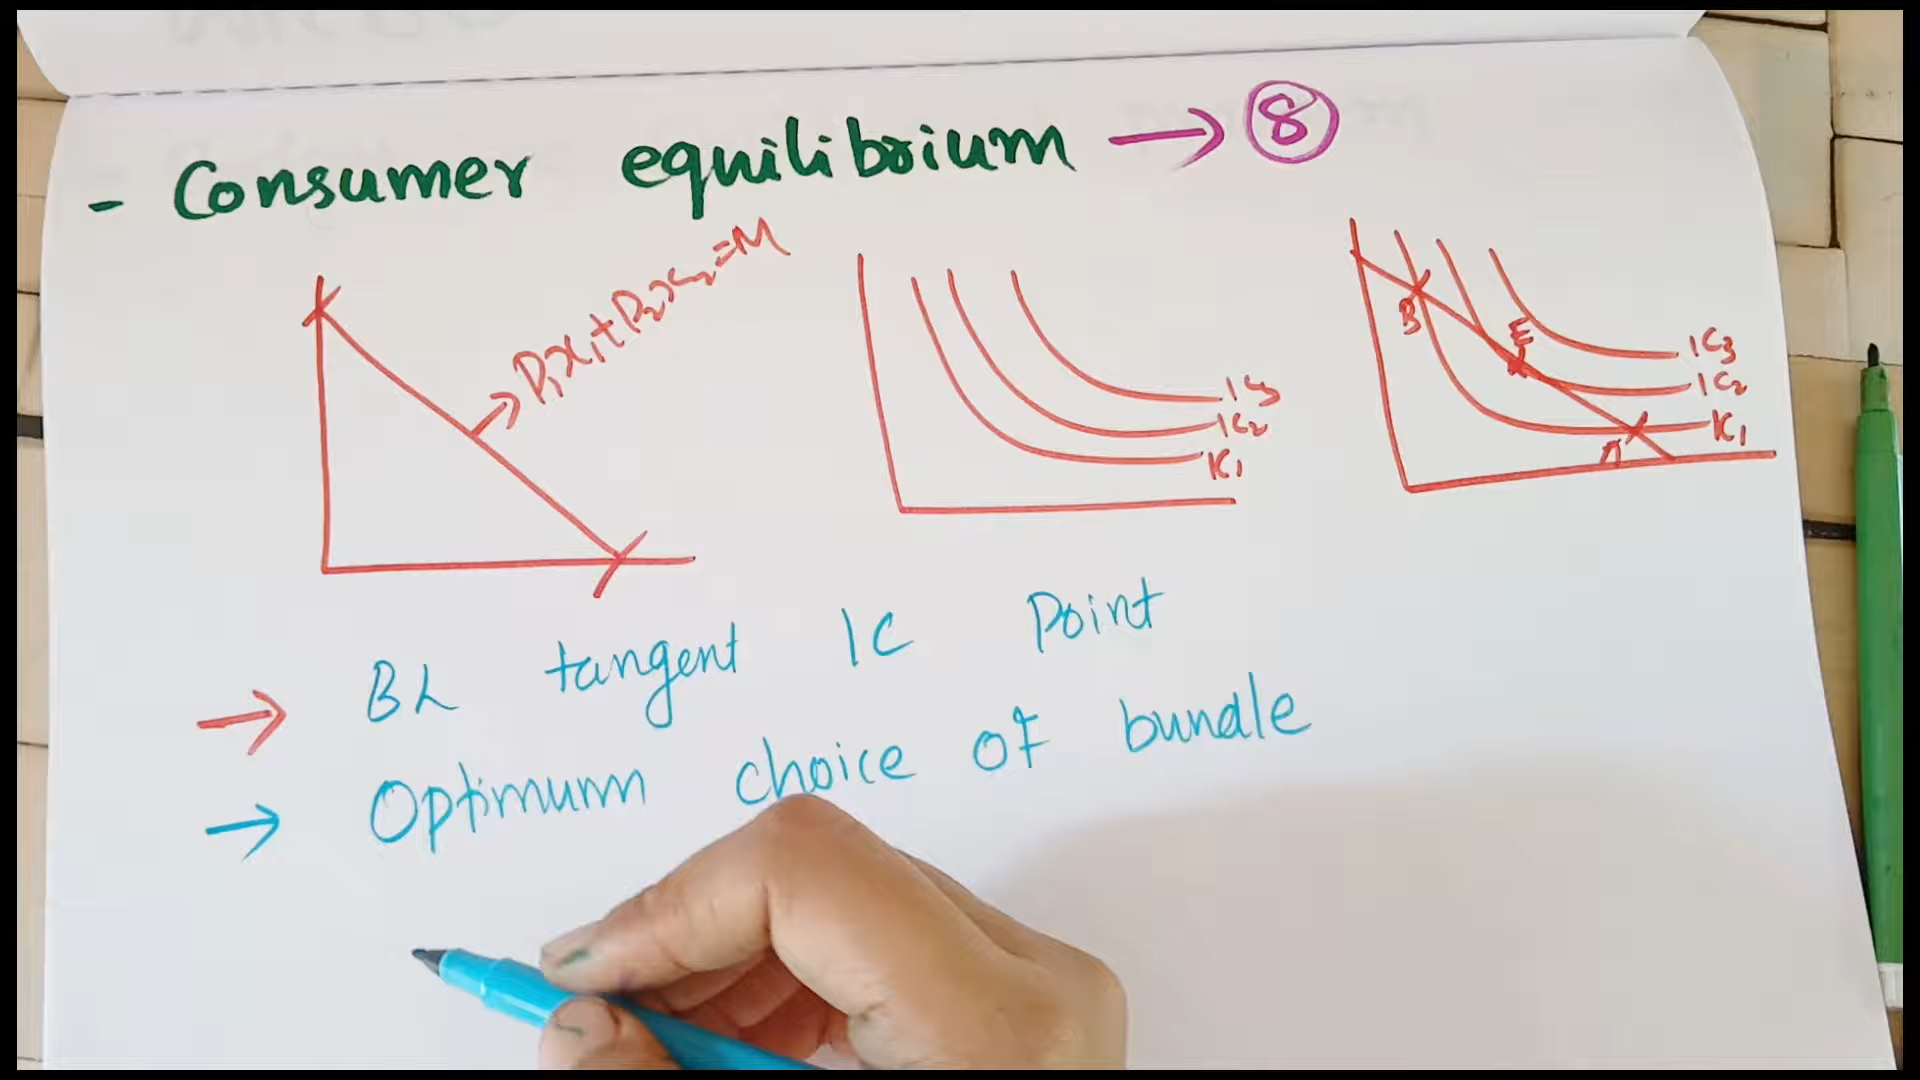 - Consumer equilibrium → 8
P₁x₁+P₂x₂=M
IC3
IC2
IC1
B
E
A
IC3
IC2
IC1
→ BL tangent IC Point
→ Optimum choice of bundle